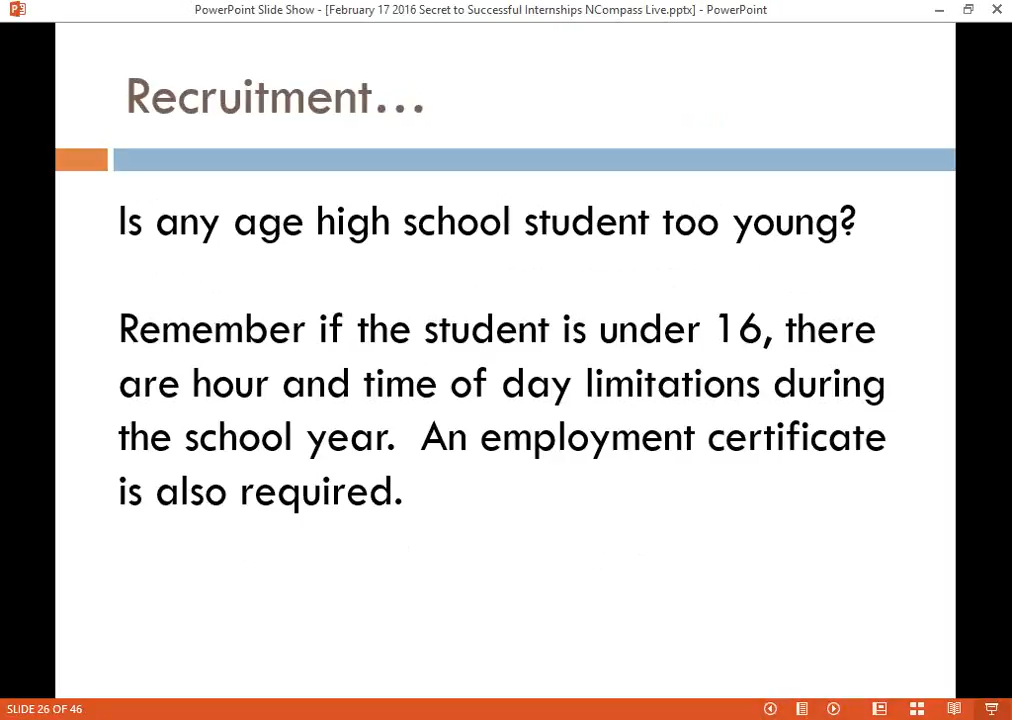 PowerPoint Slide Show - [February 17 2016 Secret to Successful Internships NCompass Live.pptx] - PowerPoint
Recruitment...
Is any age high school student too young?
Remember if the student is under 16, there
are hour and time of day limitations during
the school year.  An employment certificate
is also required.
SLIDE 26 OF 46